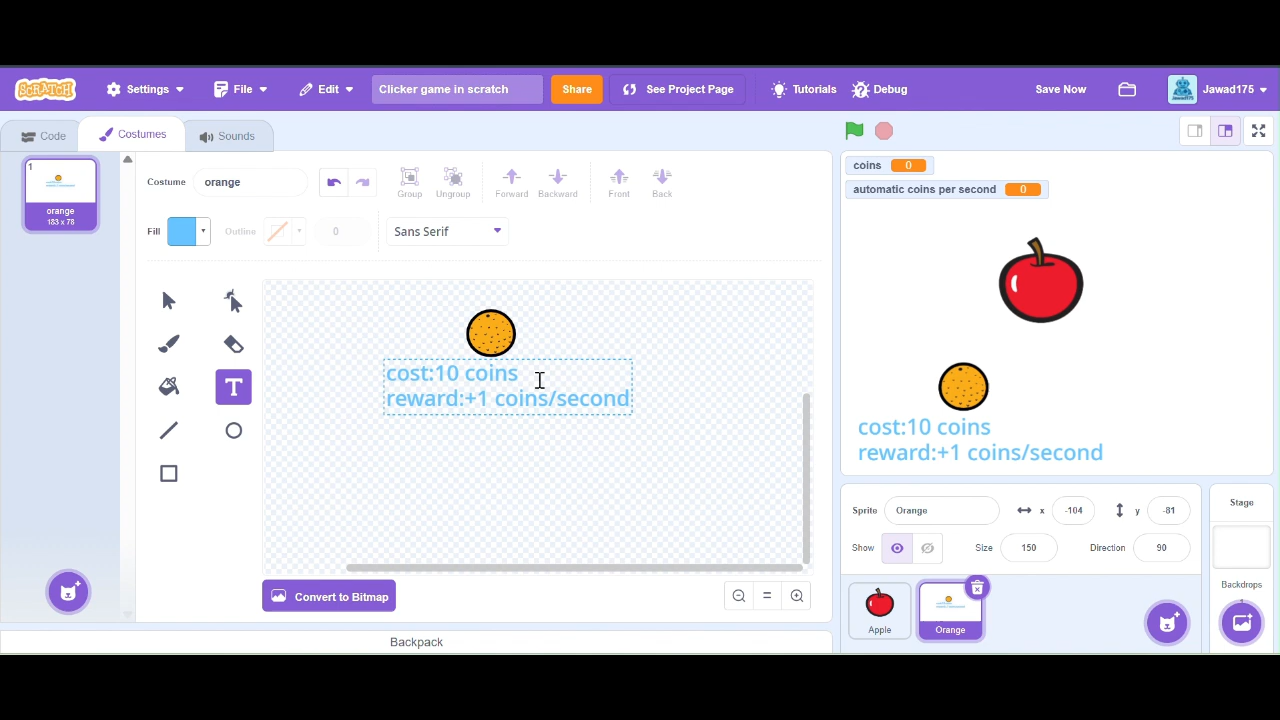 SCRATCH Settings File Edit Clicker game in scratch Share See Project Page Tutorials Debug Save Now Jawad175
Code Costumes Sounds
1
orange
183 x 78
Costume orange Group Ungroup Forward Backward Front Back
Fill Outline 0 Sans Serif
T
cost:10 coins
reward:+1 coins/second
Convert to Bitmap
Backpack
coins 0
automatic coins per second 0
cost:10 coins
reward:+1 coins/second
Sprite Orange x -104 y -81
Show Size 150 Direction 90
Apple
Orange
Stage
Backdrops
1